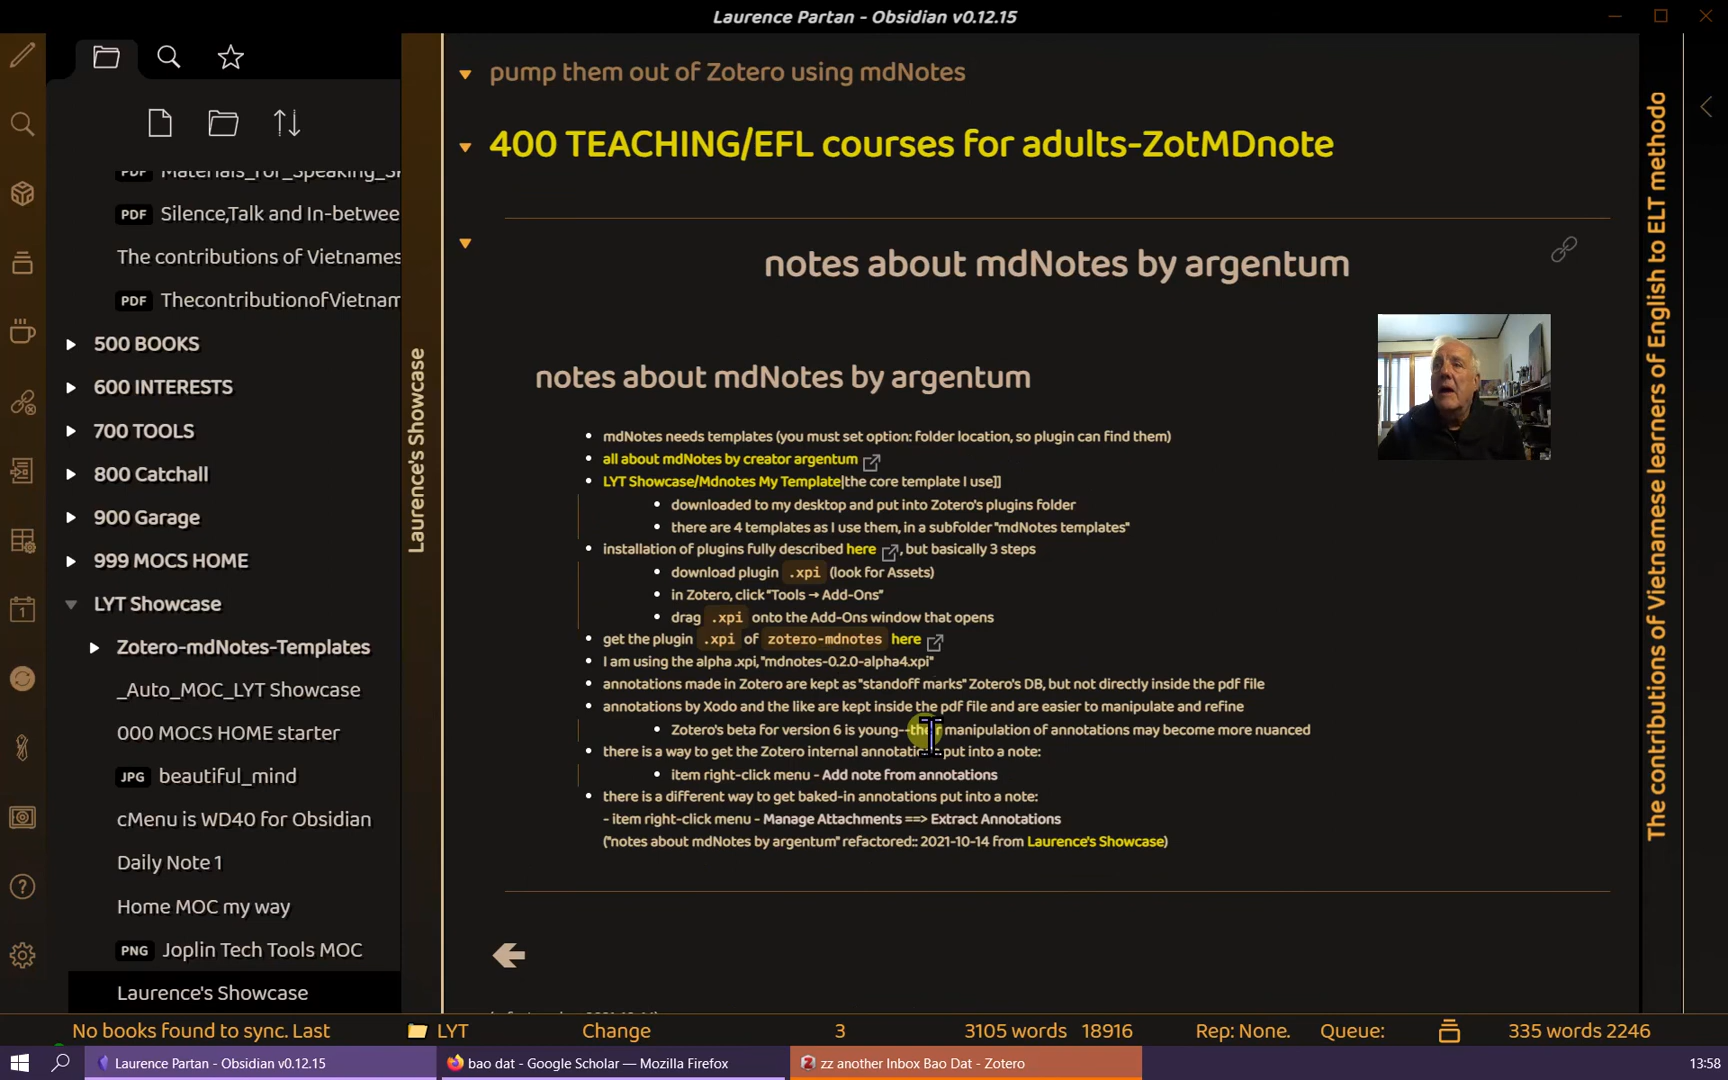 Laurence Partan - Obsidian v0.12.15
PDF Materials_for_Speaking_Sk
PDF Silence,Talk and In-betwee
The contributions of Vietnames
PDF ThecontributionofVietnam
500 BOOKS
600 INTERESTS
700 TOOLS
800 Catchall
900 Garage
999 MOCS HOME
LYT Showcase
Zotero-mdNotes-Templates
_Auto_MOC_LYT Showcase
000 MOCS HOME starter
JPG beautiful_mind
cMenu is WD40 for Obsidian
Daily Note 1
Home MOC my way
PNG Joplin Tech Tools MOC
Laurence's Showcase
Laurence's Showcase
pump them out of Zotero using mdNotes
400 TEACHING/EFL courses for adults-ZotMDnote
notes about mdNotes by argentum
notes about mdNotes by argentum
• mdNotes needs templates (you must set option: folder location, so plugin can find them)
• all about mdNotes by creator argentum
• LYT Showcase/Mdnotes My Template|the core template I use]]
• downloaded to my desktop and put into Zotero's plugins folder
• there are 4 templates as I use them, in a subfolder "mdNotes templates"
• installation of plugins fully described here, but basically 3 steps
• download plugin .xpi (look for Assets)
• in Zotero, click "Tools → Add-Ons"
• drag .xpi onto the Add-Ons window that opens
• get the plugin .xpi of zotero-mdnotes here
• I am using the alpha .xpi, "mdnotes-0.2.0-alpha4.xpi"
• annotations made in Zotero are kept as "standoff marks" Zotero's DB, but not directly inside the pdf file
• annotations by Xodo and the like are kept inside the pdf file and are easier to manipulate and refine
• Zotero's beta for version 6 is young--their manipulation of annotations may become more nuanced
• there is a way to get the Zotero internal annotations put into a note:
• item right-click menu - Add note from annotations
• there is a different way to get baked-in annotations put into a note:
- item right-click menu - Manage Attachments ==> Extract Annotations
("notes about mdNotes by argentum" refactored:: 2021-10-14 from Laurence's Showcase)
The contributions of Vietnamese learners of English to ELT methodo
No books found to sync. Last
LYT
Change
3
3105 words
18916
Rep: None.
Queue:
335 words 2246
Laurence Partan - Obsidian v0.12.15
bao dat - Google Scholar — Mozilla Firefox
zz another Inbox Bao Dat - Zotero
13:58